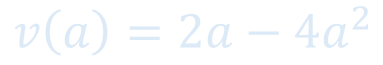 v(a) = 2a − 4a²